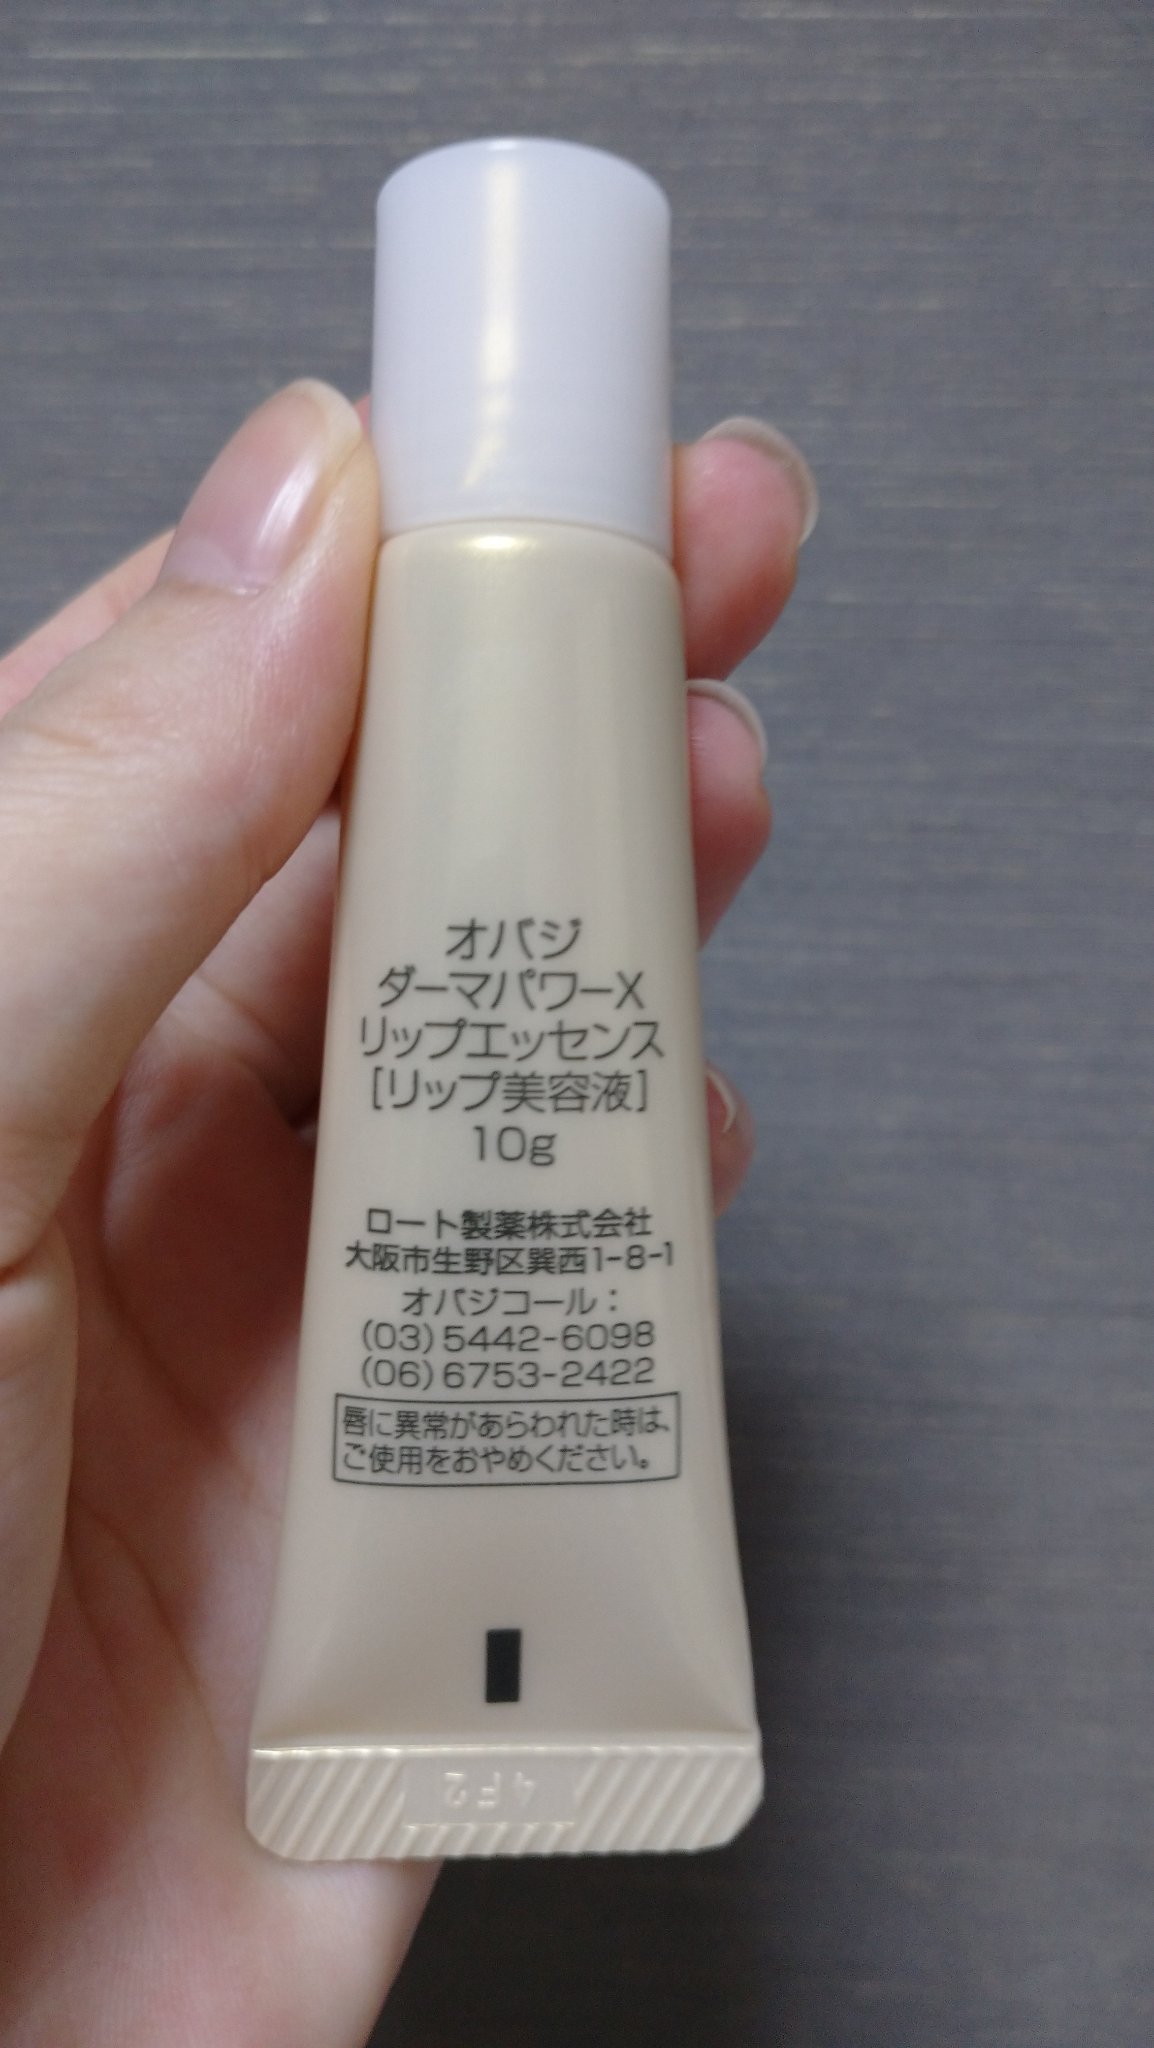 オバジ
ダーマパワーX
リップエッセンス
[リップ美容液]
10g
ロート製薬株式会社
大阪市生野区巽西1-8-1
オバジコール：
(03)5442-6098
(06)6753-2422
唇に異常があらわれた時は、
ご使用をおやめください。
4F2